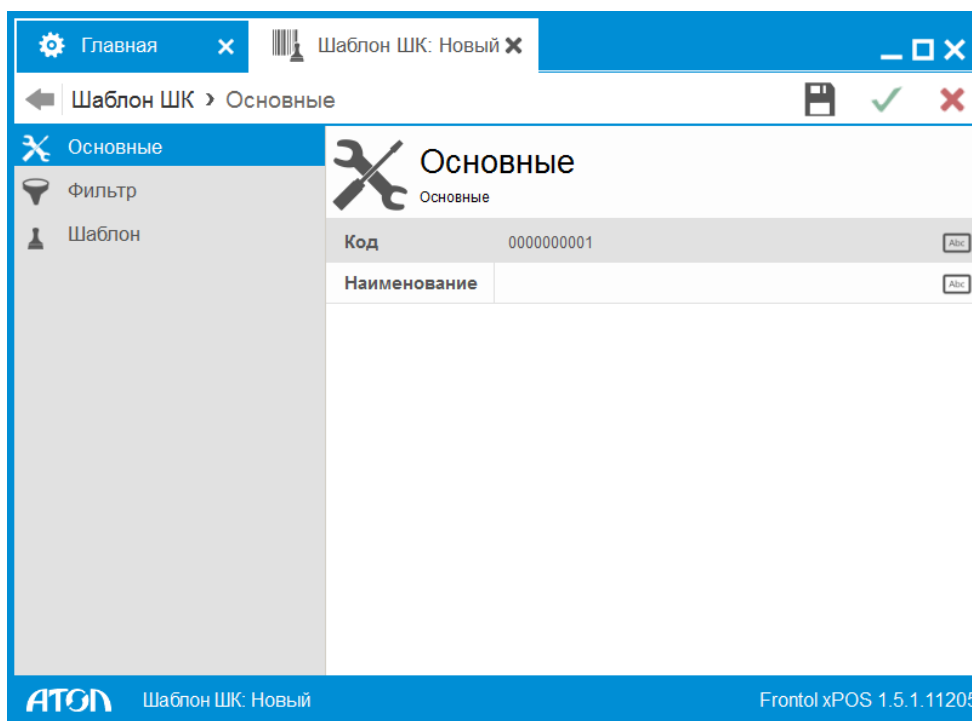 Главная
Шаблон ШК: Новый
Шаблон ШК › Основные
Основные
Фильтр
Шаблон
Основные
Основные
Код 0000000001 Abc
Наименование Abc
АТОЛ Шаблон ШК: Новый Frontol xPOS 1.5.1.11205